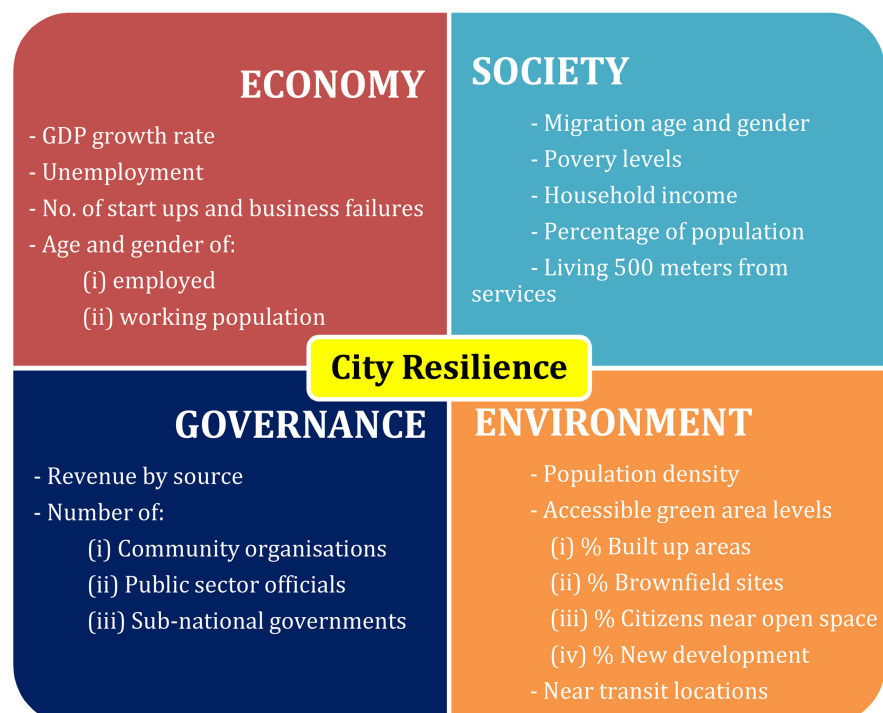 ECONOMY
- GDP growth rate
- Unemployment
- No. of start ups and business failures
- Age and gender of:
(i) employed
(ii) working population
SOCIETY
- Migration age and gender
- Povery levels
- Household income
- Percentage of population
- Living 500 meters from
services
City Resilience
GOVERNANCE
- Revenue by source
- Number of:
(i) Community organisations
(ii) Public sector officials
(iii) Sub-national governments
ENVIRONMENT
- Population density
- Accessible green area levels
(i) % Built up areas
(ii) % Brownfield sites
(iii) % Citizens near open space
(iv) % New development
- Near transit locations